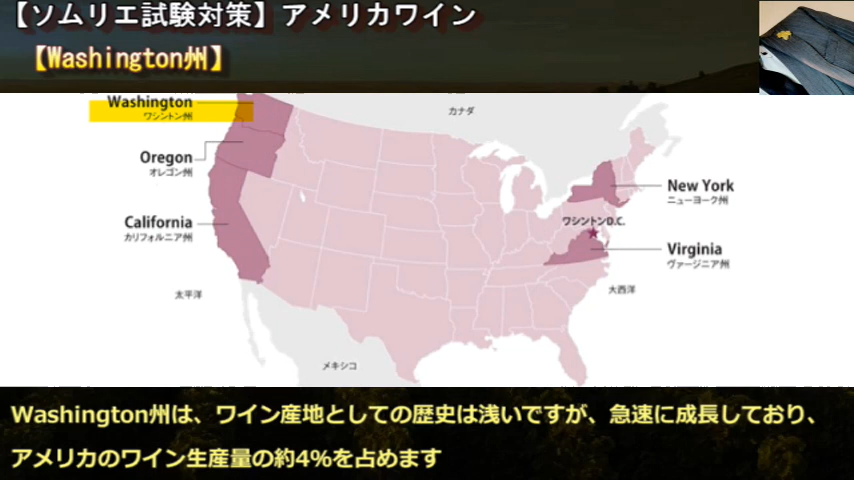 【ソムリエ試験対策】アメリカワイン
【Washington州】
Washington
ワシントン州
カナダ
Oregon
オレゴン州
New York
ニューヨーク州
California
カリフォルニア州
ワシントンD.C.
Virginia
ヴァージニア州
太平洋
大西洋
メキシコ
Washington州は、ワイン産地としての歴史は浅いですが、急速に成長しており、
アメリカのワイン生産量の約4%を占めます